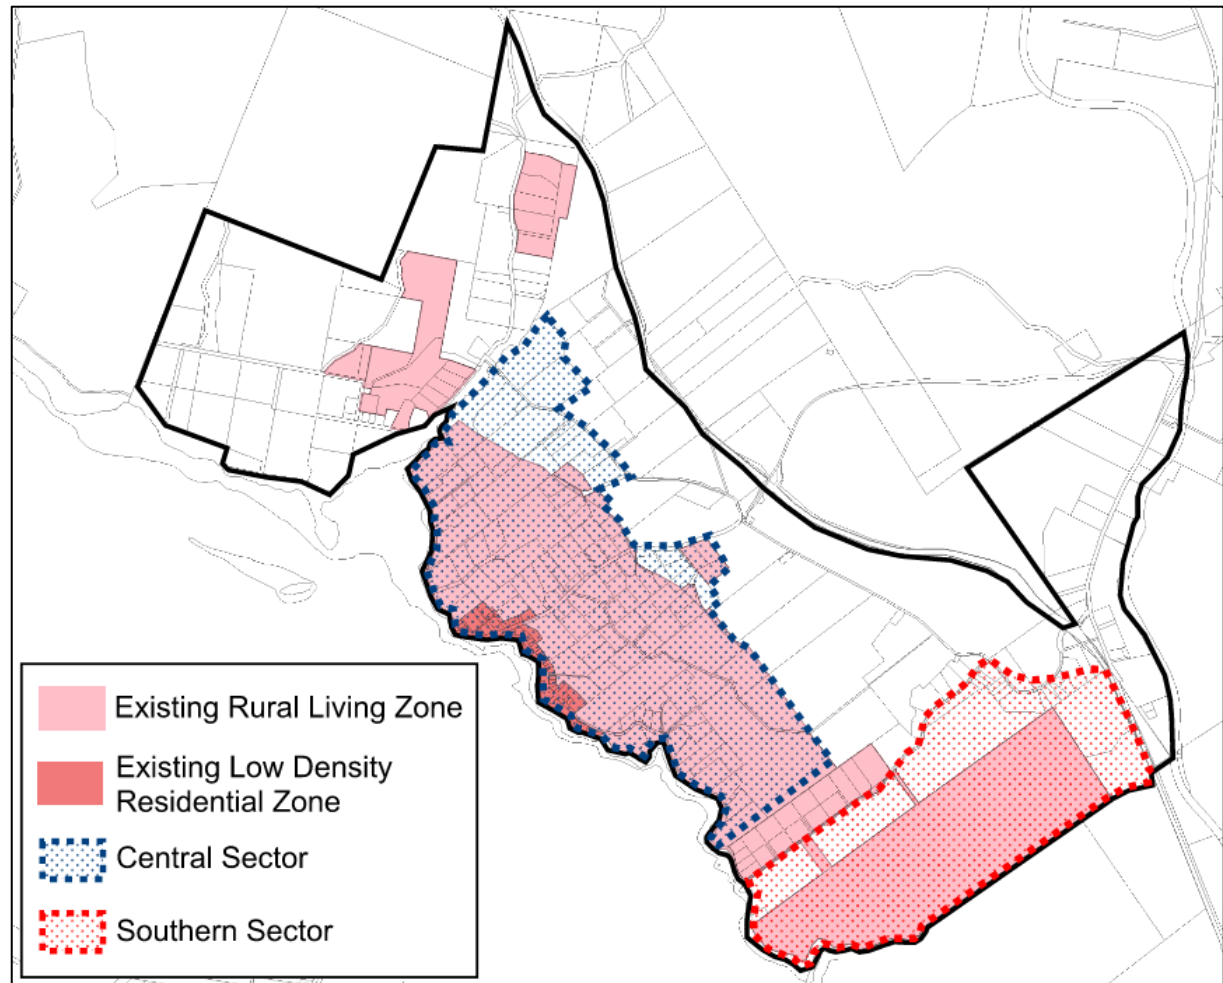 Existing Rural Living Zone
Existing Low Density
Residential Zone
Central Sector
Southern Sector